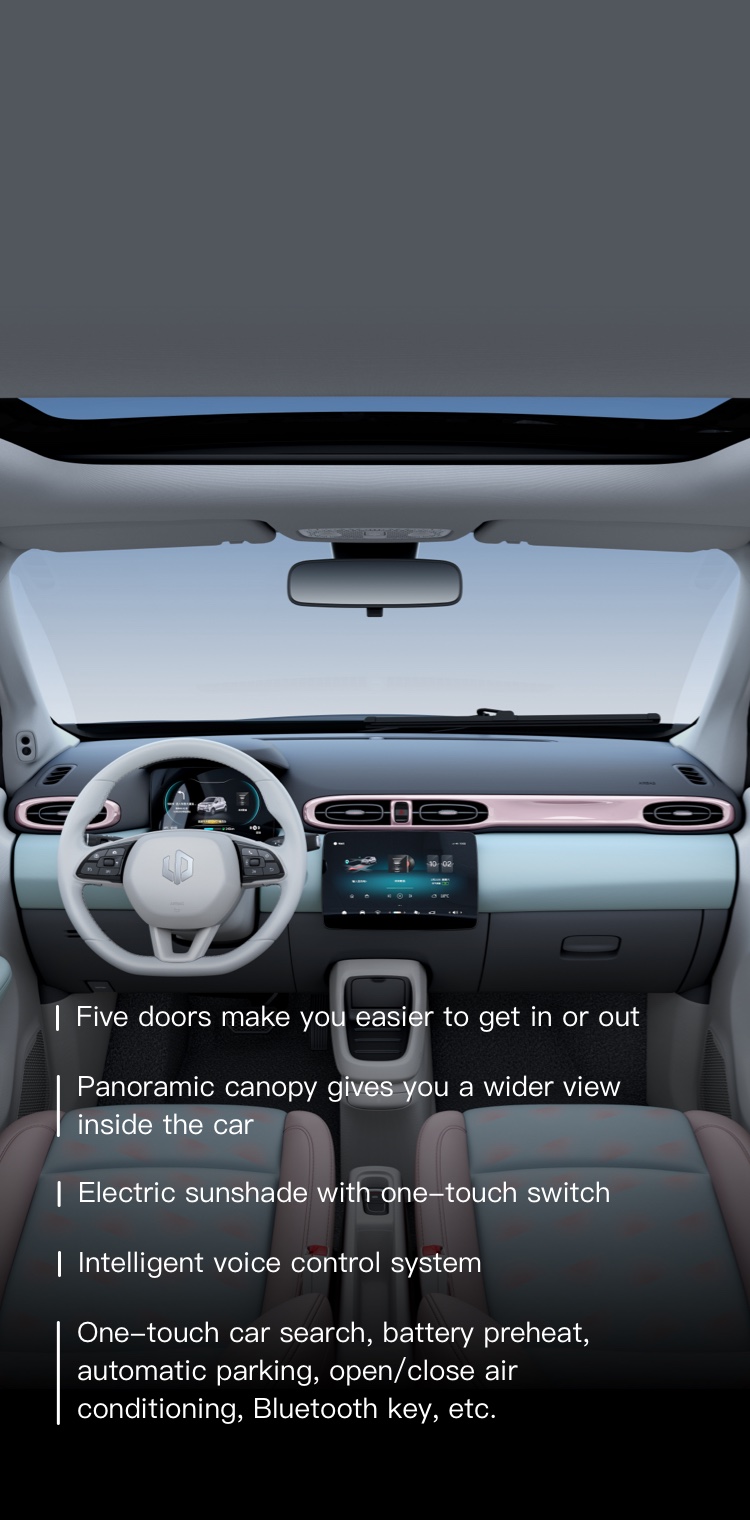 10 02
Five doors make you easier to get in or out
Panoramic canopy gives you a wider view
inside the car
Electric sunshade with one-touch switch
Intelligent voice control system
One-touch car search, battery preheat,
automatic parking, open/close air
conditioning, Bluetooth key, etc.